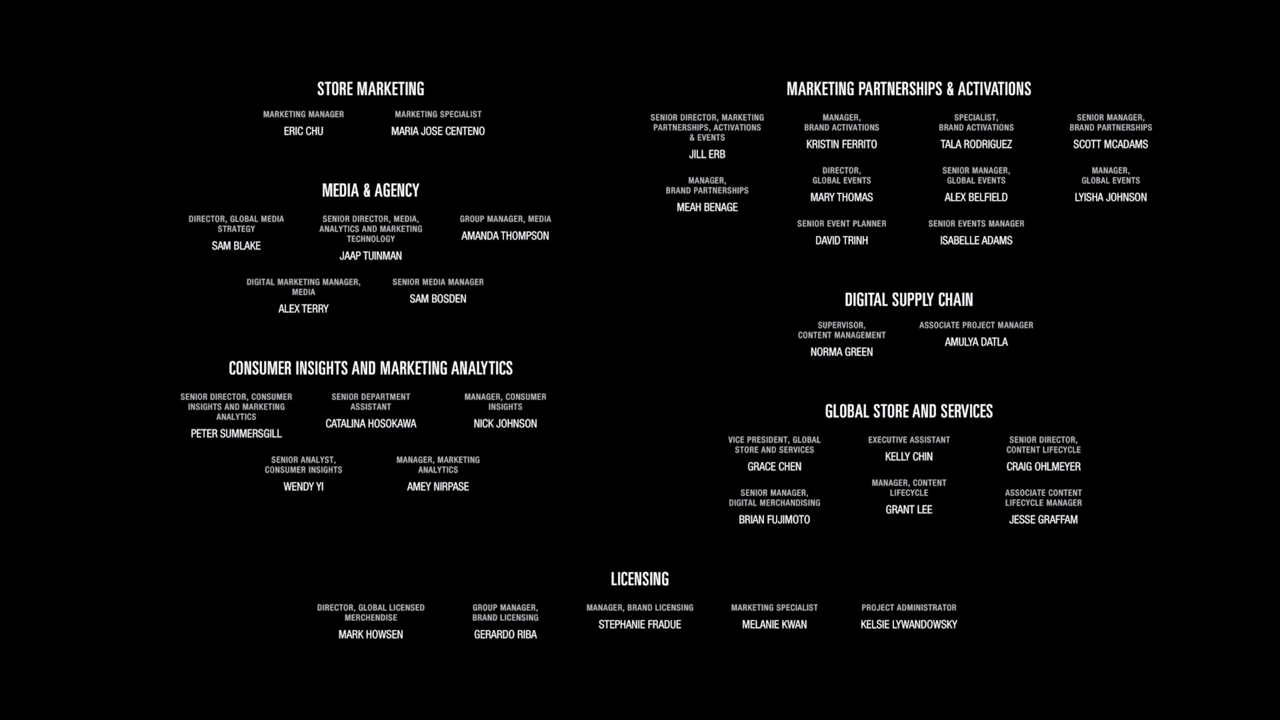 STORE MARKETING
MARKETING MANAGER
ERIC CHU
MARKETING SPECIALIST
MARIA JOSE CENTENO
MEDIA & AGENCY
DIRECTOR, GLOBAL MEDIA
STRATEGY
SAM BLAKE
SENIOR DIRECTOR, MEDIA,
ANALYTICS AND MARKETING
TECHNOLOGY
JAAP TUINMAN
GROUP MANAGER, MEDIA
AMANDA THOMPSON
DIGITAL MARKETING MANAGER,
MEDIA
ALEX TERRY
SENIOR MEDIA MANAGER
SAM BOSDEN
CONSUMER INSIGHTS AND MARKETING ANALYTICS
SENIOR DIRECTOR, CONSUMER
INSIGHTS AND MARKETING
ANALYTICS
PETER SUMMERSGILL
SENIOR DEPARTMENT
ASSISTANT
CATALINA HOSOKAWA
MANAGER, CONSUMER
INSIGHTS
NICK JOHNSON
SENIOR ANALYST,
CONSUMER INSIGHTS
WENDY YI
MANAGER, MARKETING
ANALYTICS
AMEY NIRPASE
MARKETING PARTNERSHIPS & ACTIVATIONS
SENIOR DIRECTOR, MARKETING
PARTNERSHIPS, ACTIVATIONS
& EVENTS
JILL ERB
MANAGER,
BRAND ACTIVATIONS
KRISTIN FERRITO
SPECIALIST,
BRAND ACTIVATIONS
TALA RODRIGUEZ
SENIOR MANAGER,
BRAND PARTNERSHIPS
SCOTT MCADAMS
MANAGER,
BRAND PARTNERSHIPS
MEAH BENAGE
DIRECTOR,
GLOBAL EVENTS
MARY THOMAS
SENIOR MANAGER,
GLOBAL EVENTS
ALEX BELFIELD
MANAGER,
GLOBAL EVENTS
LYISHA JOHNSON
SENIOR EVENT PLANNER
DAVID TRINH
SENIOR EVENTS MANAGER
ISABELLE ADAMS
DIGITAL SUPPLY CHAIN
SUPERVISOR,
CONTENT MANAGEMENT
NORMA GREEN
ASSOCIATE PROJECT MANAGER
AMULYA DATLA
GLOBAL STORE AND SERVICES
VICE PRESIDENT, GLOBAL
STORE AND SERVICES
GRACE CHEN
EXECUTIVE ASSISTANT
KELLY CHIN
SENIOR DIRECTOR,
CONTENT LIFECYCLE
CRAIG OHLMEYER
SENIOR MANAGER,
DIGITAL MERCHANDISING
BRIAN FUJIMOTO
MANAGER, CONTENT
LIFECYCLE
GRANT LEE
ASSOCIATE CONTENT
LIFECYCLE MANAGER
JESSE GRAFFAM
LICENSING
DIRECTOR, GLOBAL LICENSED
MERCHENDISE
MARK HOWSEN
GROUP MANAGER,
BRAND LICENSING
GERARDO RIBA
MANAGER, BRAND LICENSING
STEPHANIE FRADUE
MARKETING SPECIALIST
MELANIE KWAN
PROJECT ADMINISTRATOR
KELSIE LYWANDOWSKY